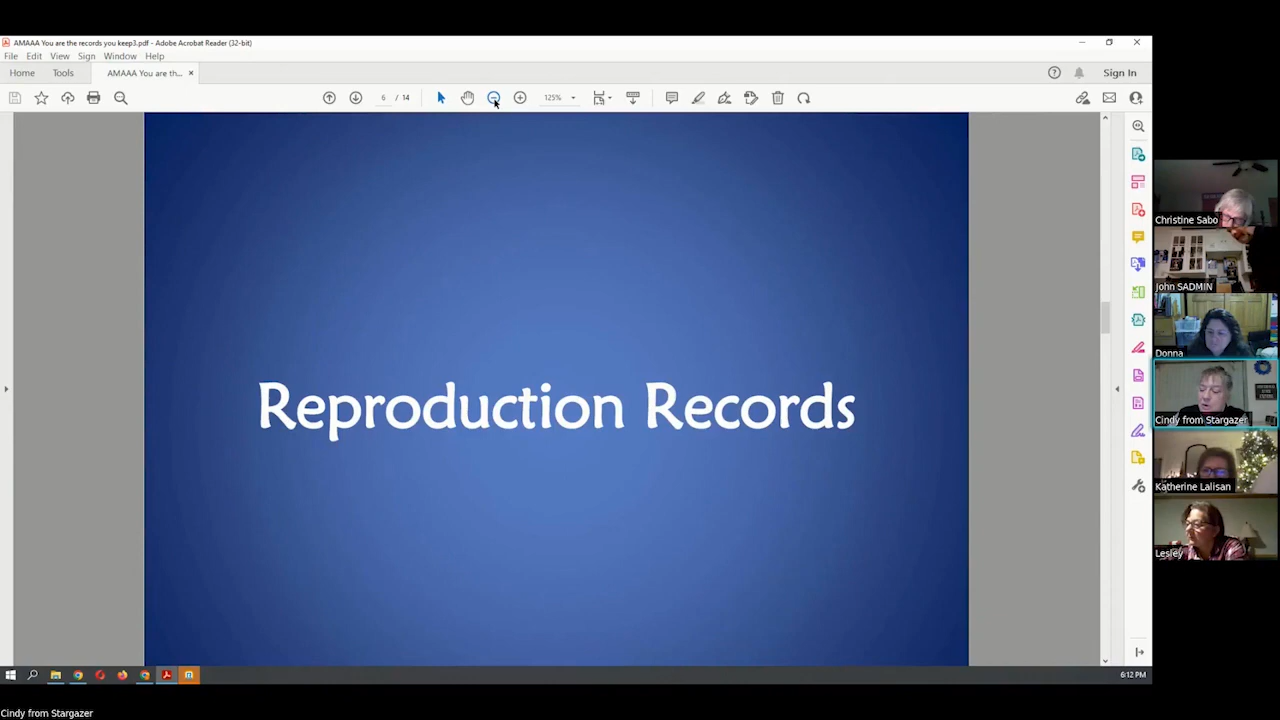 AMAAA You are the records you keep3.pdf - Adobe Acrobat Reader (32-bit)
File Edit View Sign Window Help
Home Tools AMAAA You are th... × Sign In
6 / 14 125%
Reproduction Records
Christine Sabo
John SADMIN
Donna
Cindy from Stargazer
Katherine Lalisan
Lesley
6:12 PM
Cindy from Stargazer